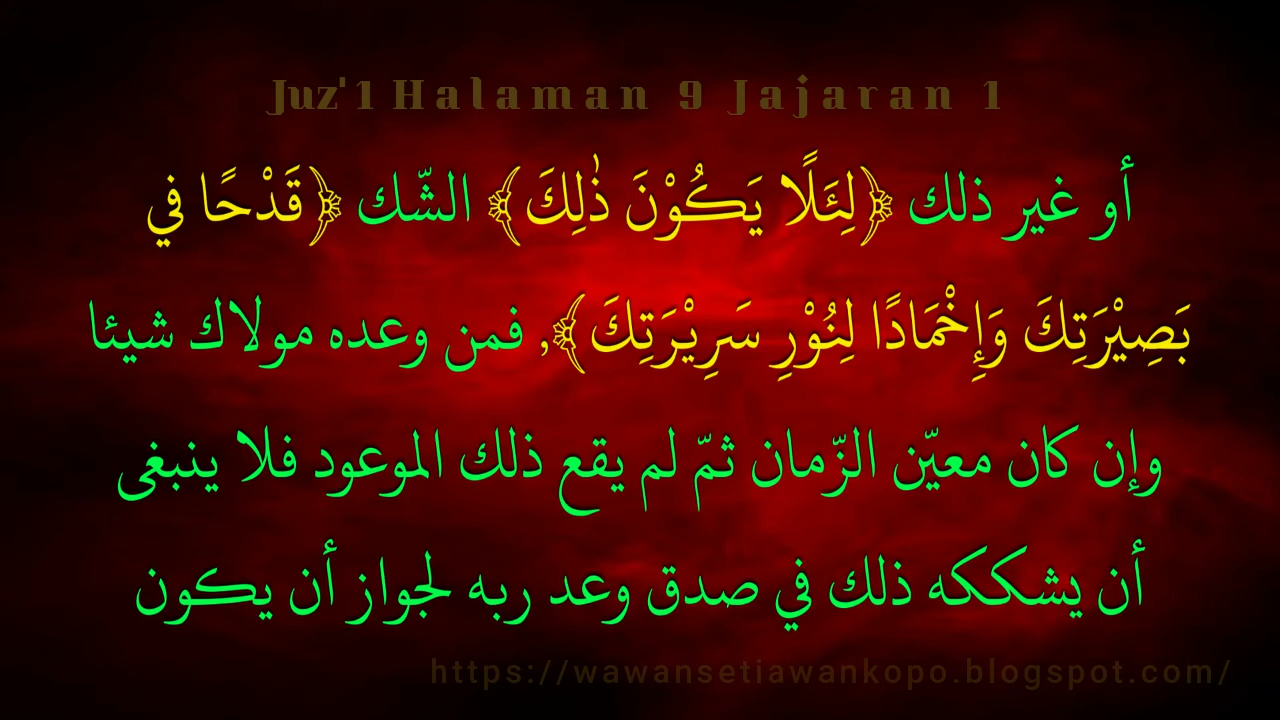 Juz'1 Halaman 9 Jajaran 1
أو غير ذلك ﴿لِئَلَّا يَكُوْنَ ذٰلِكَ﴾ الشّك ﴿قَدْحًا في
بَصِيْرَتِكَ وَإِخْمَادًا لِنُوْرِ سَرِيْرَتِكَ﴾, فمن وعده مولاك شيئا
وإن كان معيّن الزّمان ثمّ لم يقع ذلك الموعود فلا ينبغى
أن يشككه ذلك في صدق وعد ربه لجواز أن يكون
https://wawansetiawankopo.blogspot.com/